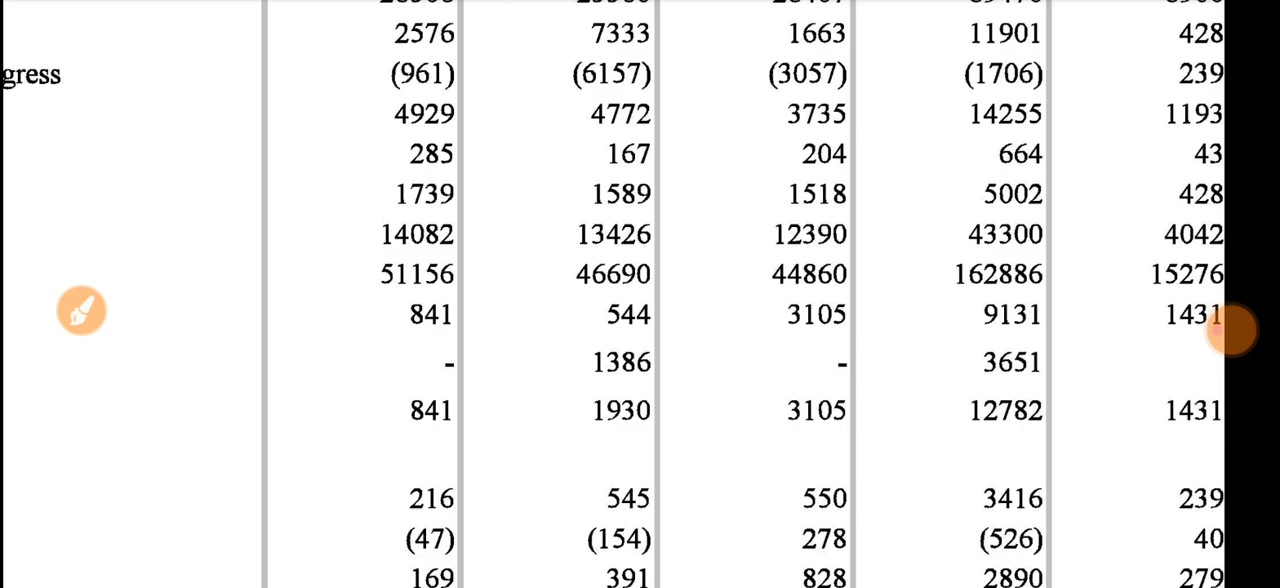 2576 7333 1663 11901 428
gress (961) (6157) (3057) (1706) 239
4929 4772 3735 14255 1193
285 167 204 664 43
1739 1589 1518 5002 428
14082 13426 12390 43300 4042
51156 46690 44860 162886 15276
841 544 3105 9131 1431
- 1386 - 3651
841 1930 3105 12782 1431
216 545 550 3416 239
(47) (154) 278 (526) 40
169 391 828 2890 279